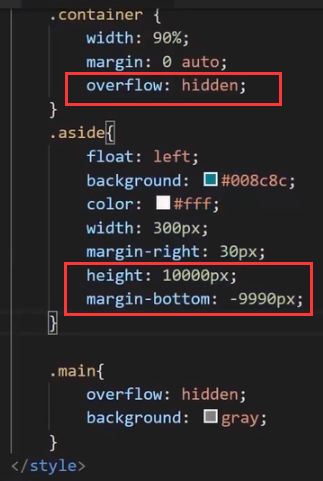 .container {
width: 90%;
margin: 0 auto;
overflow: hidden;
}
.aside{
float: left;
background: #008c8c;
color: #fff;
width: 300px;
margin-right: 30px;
height: 10000px;
margin-bottom: -9990px;
}
.main{
overflow: hidden;
background: gray;
}
</style>